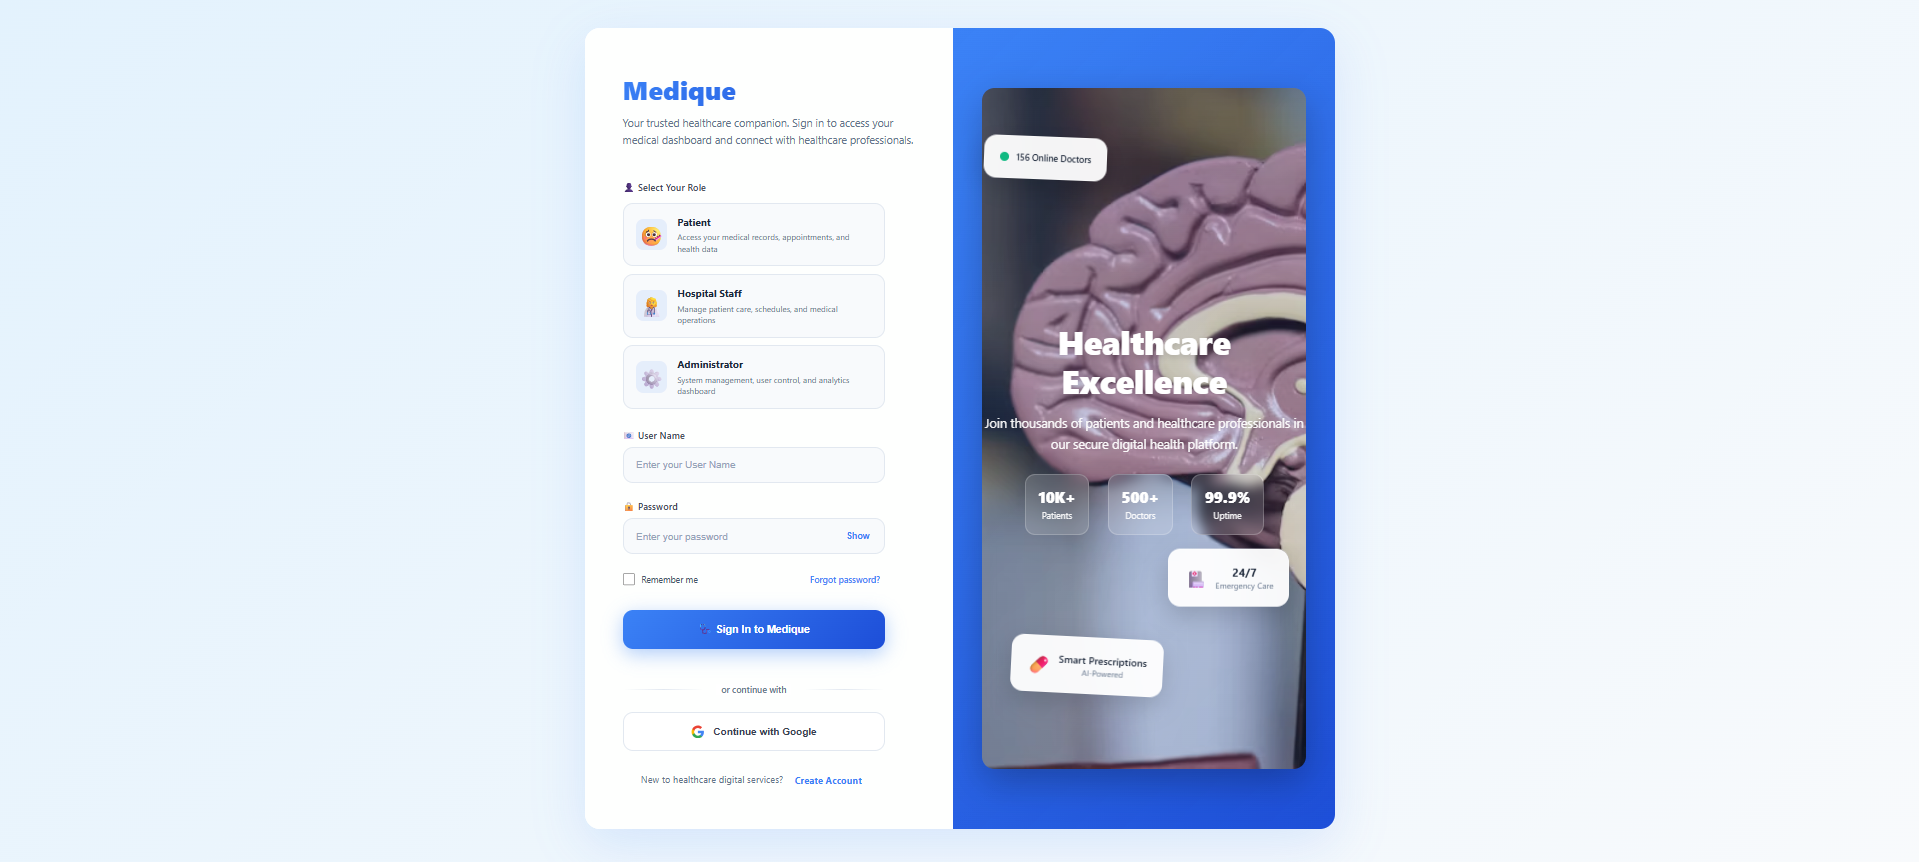 Medique
Your trusted healthcare companion. Sign in to access your
medical dashboard and connect with healthcare professionals.
Select Your Role
Patient
Access your medical records, appointments, and
health data
Hospital Staff
Manage patient care, schedules, and medical
operations
Administrator
System management, user control, and analytics
dashboard
User Name
Enter your User Name
Password
Enter your password
Show
Remember me
Forgot password?
Sign In to Medique
or continue with
Continue with Google
New to healthcare digital services? Create Account
156 Online Doctors
Healthcare
Excellence
Join thousands of patients and healthcare professionals in
our secure digital health platform.
10K+
Patients
500+
Doctors
99.9%
Uptime
24/7
Emergency Care
Smart Prescriptions
AI-Powered